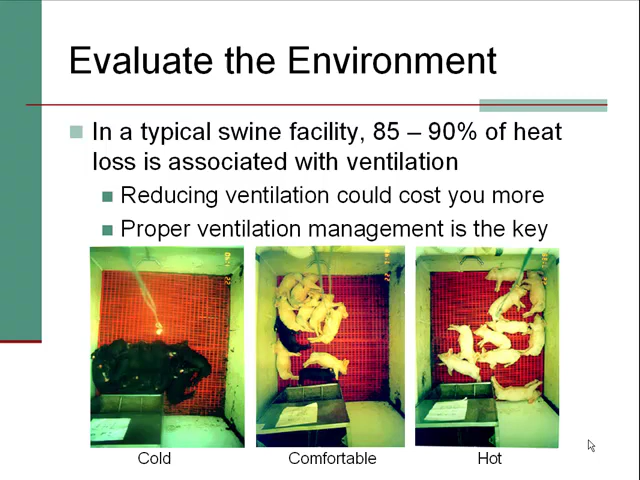 Evaluate the Environment
In a typical swine facility, 85 – 90% of heat
loss is associated with ventilation
Reducing ventilation could cost you more
Proper ventilation management is the key
Cold
Comfortable
Hot